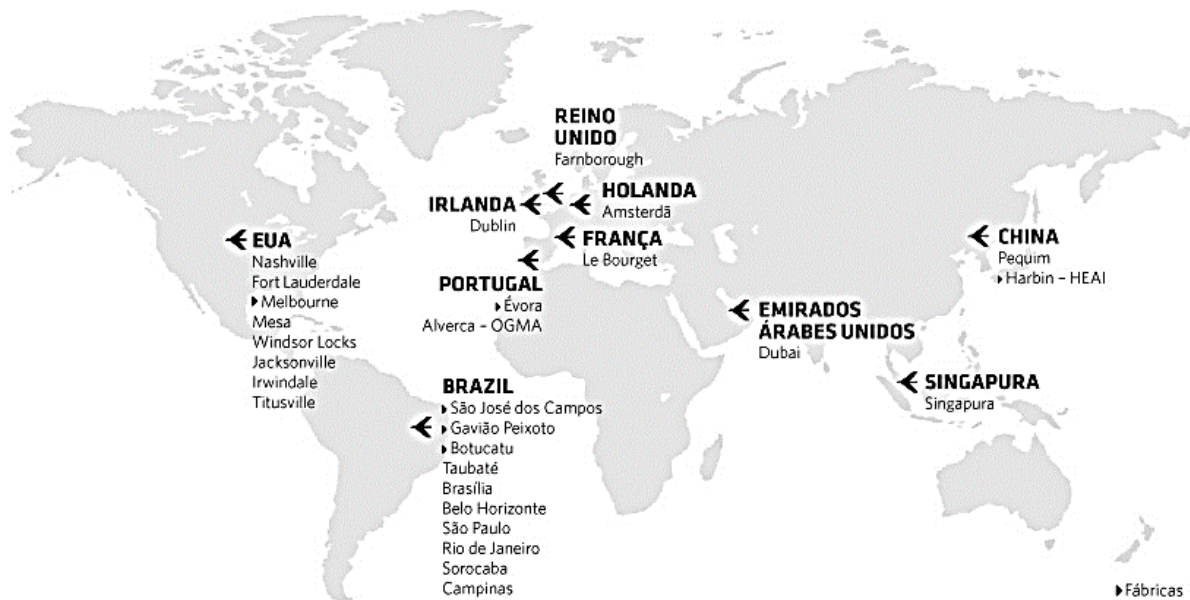 REINO
UNIDO
Farnborough
HOLANDA
Amsterdã
IRLANDA
Dublin
FRANÇA
Le Bourget
PORTUGAL
Évora
Alverca – OGMA
EUA
Nashville
Fort Lauderdale
Melbourne
Mesa
Windsor Locks
Jacksonville
Irwindale
Titusville
BRAZIL
São José dos Campos
Gavião Peixoto
Botucatu
Taubaté
Brasília
Belo Horizonte
São Paulo
Rio de Janeiro
Sorocaba
Campinas
EMIRADOS
ÁRABES UNIDOS
Dubai
CHINA
Pequim
Harbin – HEAI
SINGAPURA
Singapura
Fábricas